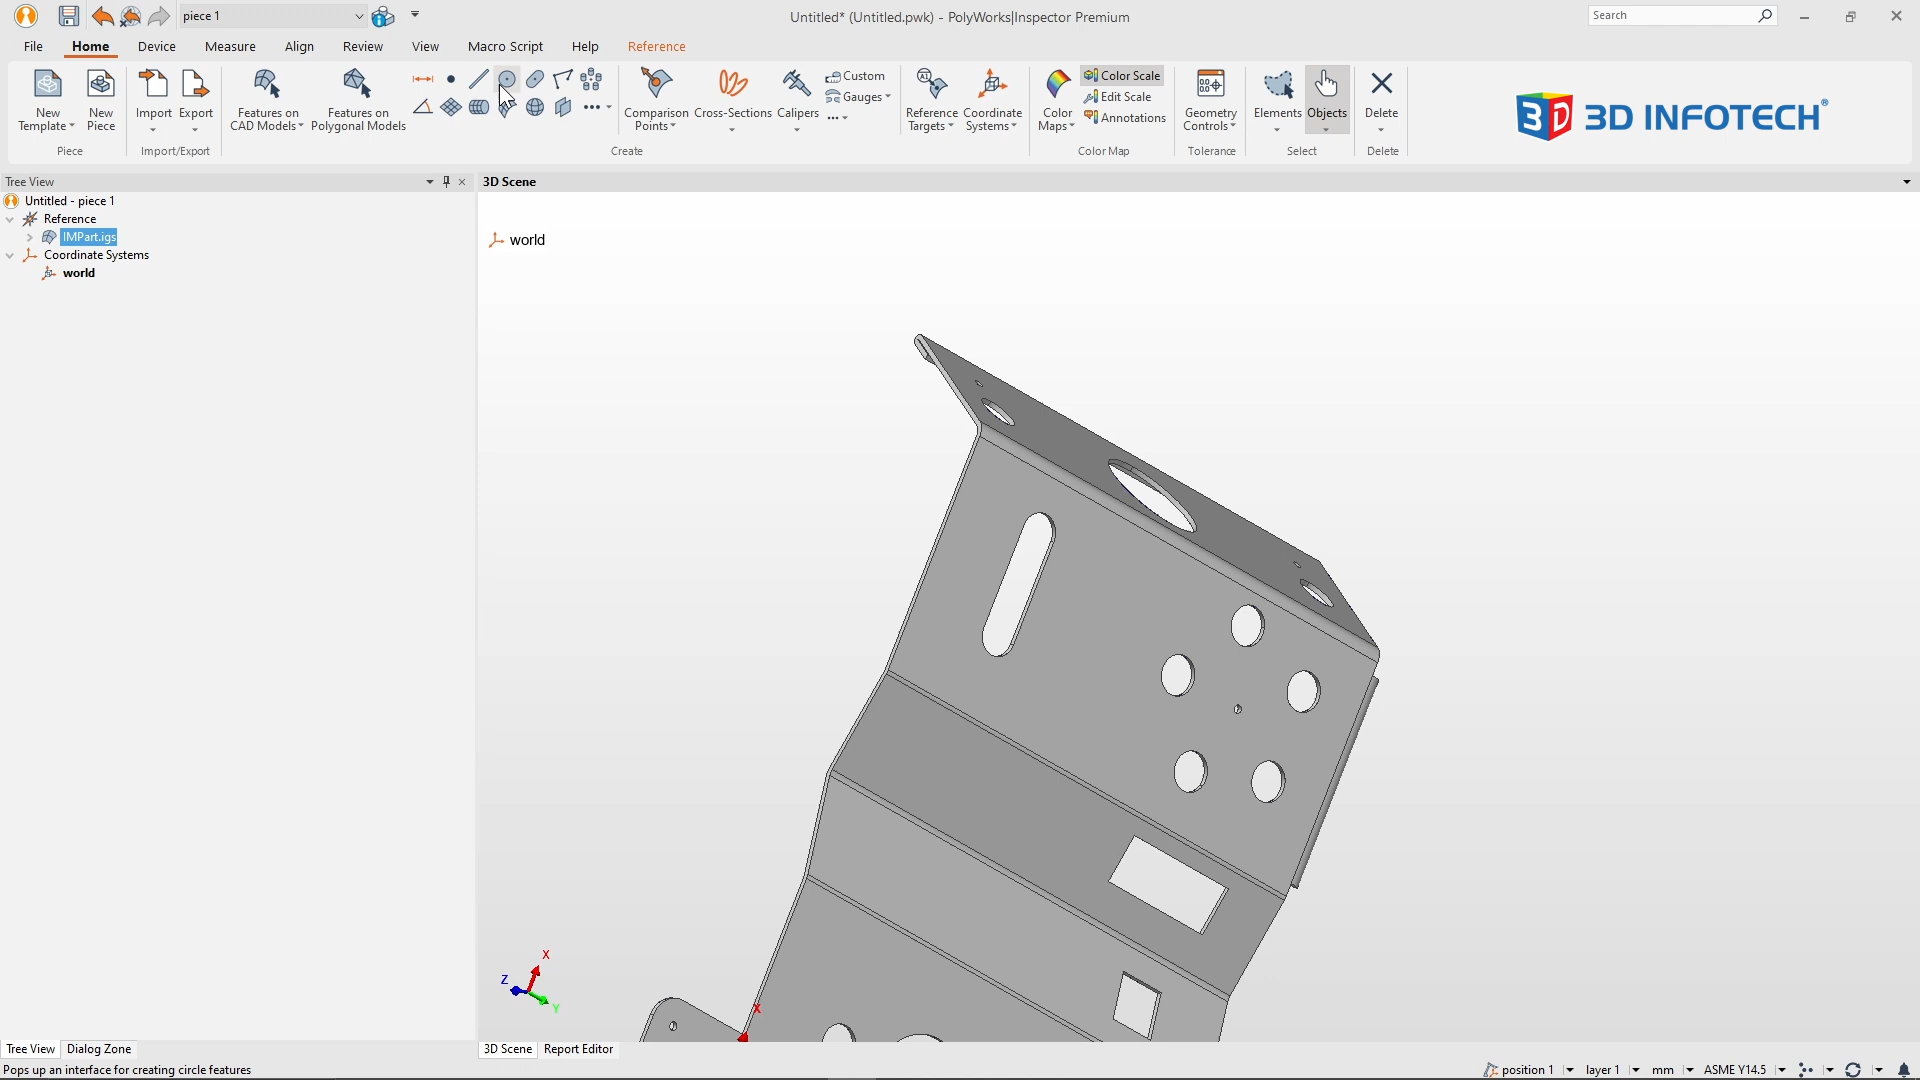 piece 1
Untitled* (Untitled.pwk) - PolyWorks|Inspector Premium
Search
File Home Device Measure Align Review View Macro Script Help Reference
New Template
New Piece
Piece
Import
Export
Import/Export
Features on CAD Models
Features on Polygonal Models
Comparison Points
Cross-Sections
Calipers
Custom
Gauges
Create
Reference Targets
Coordinate Systems
Color Maps
Color Scale
Edit Scale
Annotations
Color Map
Geometry Controls
Tolerance
Elements
Objects
Select
Delete
Delete
3D INFOTECH
Tree View
Untitled - piece 1
Reference
IMPart.igs
Coordinate Systems
world
3D Scene
world
X
Z
Y
X
Tree View Dialog Zone
3D Scene Report Editor
Pops up an interface for creating circle features
position 1 layer 1 mm ASME Y14.5